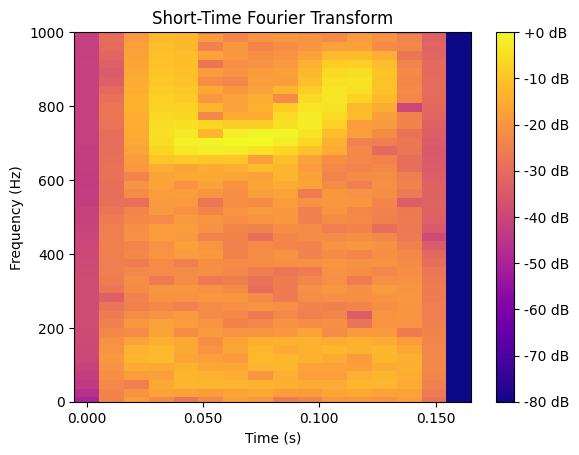 Short-Time Fourier Transform
1000
800
600
400
200
0
Frequency (Hz)
0.000
0.050
0.100
0.150
Time (s)
+0 dB
-10 dB
-20 dB
-30 dB
-40 dB
-50 dB
-60 dB
-70 dB
-80 dB